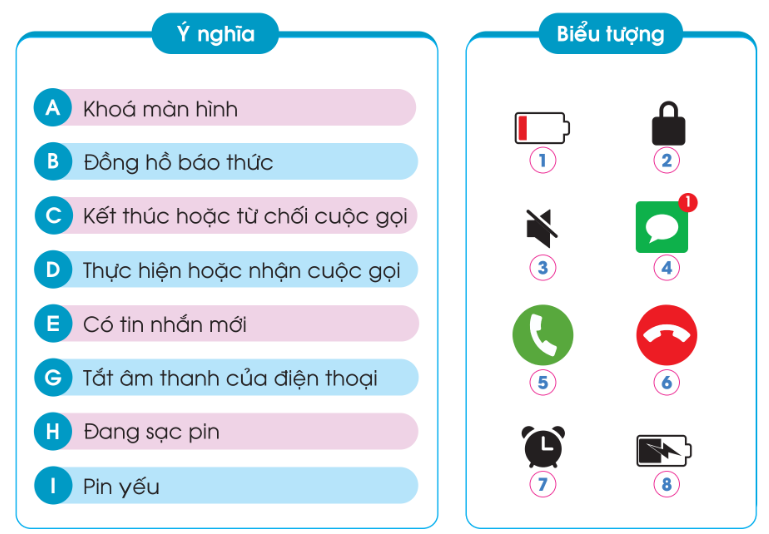 Ý nghĩa
A Khoá màn hình
B Đồng hồ báo thức
C Kết thúc hoặc từ chối cuộc gọi
D Thực hiện hoặc nhận cuộc gọi
E Có tin nhắn mới
G Tắt âm thanh của điện thoại
H Đang sạc pin
I Pin yếu
Biểu tượng
1 2
1
3 4
5 6
7 8